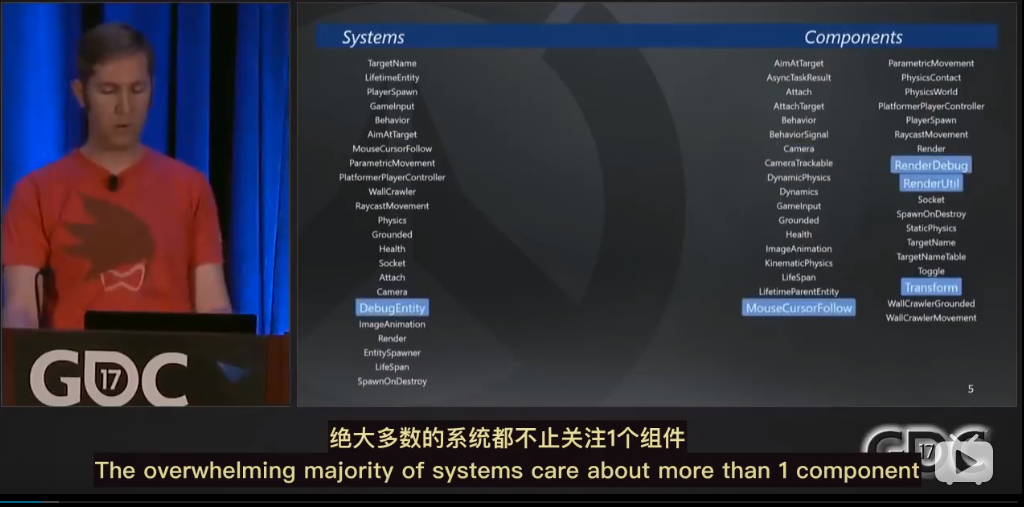 Systems
TargetName
LifetimeEntity
PlayerSpawn
GameInput
Behavior
AimAtTarget
MouseCursorFollow
ParametricMovement
PlatformerPlayerController
WallCrawler
RaycastMovement
Physics
Grounded
Health
Socket
Attach
Camera
DebugEntity
ImageAnimation
Render
EntitySpawner
LifeSpan
SpawnOnDestroy
Components
AimAtTarget
AsyncTaskResult
Attach
AttachTarget
Behavior
BehaviorSignal
Camera
CameraTrackable
DynamicPhysics
Dynamics
GameInput
Grounded
Health
ImageAnimation
KinematicPhysics
LifeSpan
LifetimeParentEntity
MouseCursorFollow
ParametricMovement
PhysicsContact
PhysicsWorld
PlatformerPlayerController
PlayerSpawn
RaycastMovement
Render
RenderDebug
RenderUtil
Socket
SpawnOnDestroy
StaticPhysics
TargetName
TargetNameTable
Toggle
Transform
WallCrawlerGrounded
WallCrawlerMovement
5
GDC
17
绝大多数的系统都不止关注1个组件
The overwhelming majority of systems care about more than 1 component
GDC
17